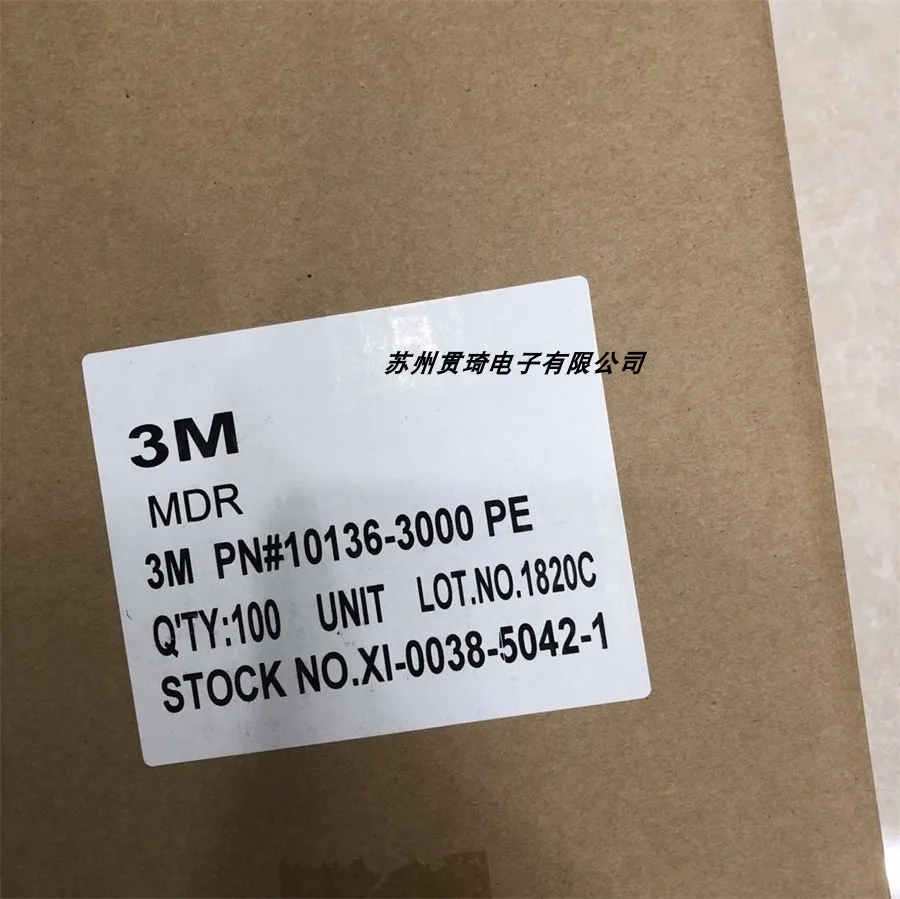 苏州贯琦电子有限公司
3M
MDR
3M PN#10136-3000 PE
Q'TY:100 UNIT LOT.NO.1820C
STOCK NO.XI-0038-5042-1